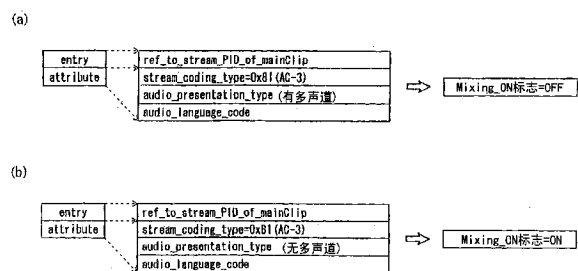 (a)
entry
attribute
ref_to_stream_PID_of_mainClip
stream_coding_type=0x81(AC-3)
audio_presentation_type (有多声道)
audio_language_code
Mixing_ON标志=OFF
(b)
entry
attribute
ref_to_stream_PID_of_mainClip
stream_coding_type=0x81(AC-3)
audio_presentation_type (无多声道)
audio_language_code
Mixing_ON标志=ON